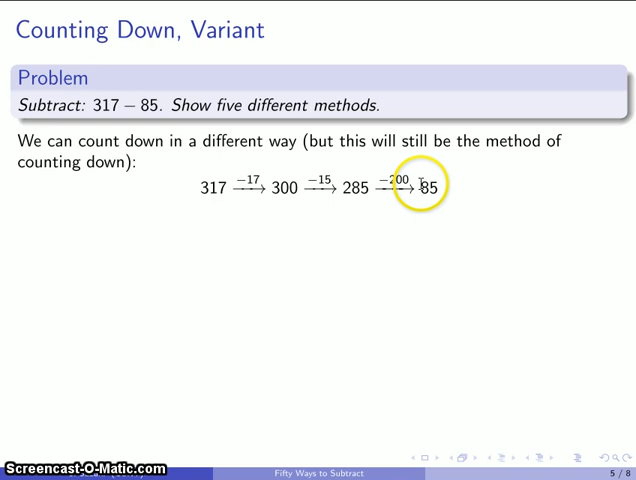 Counting Down, Variant
Problem
Subtract: 317 − 85. Show five different methods.
We can count down in a different way (but this will still be the method of
counting down):
317 −17→ 300 −15→ 285 −200→ 85
Screencast-O-Matic.com
Fifty Ways to Subtract
5 / 8